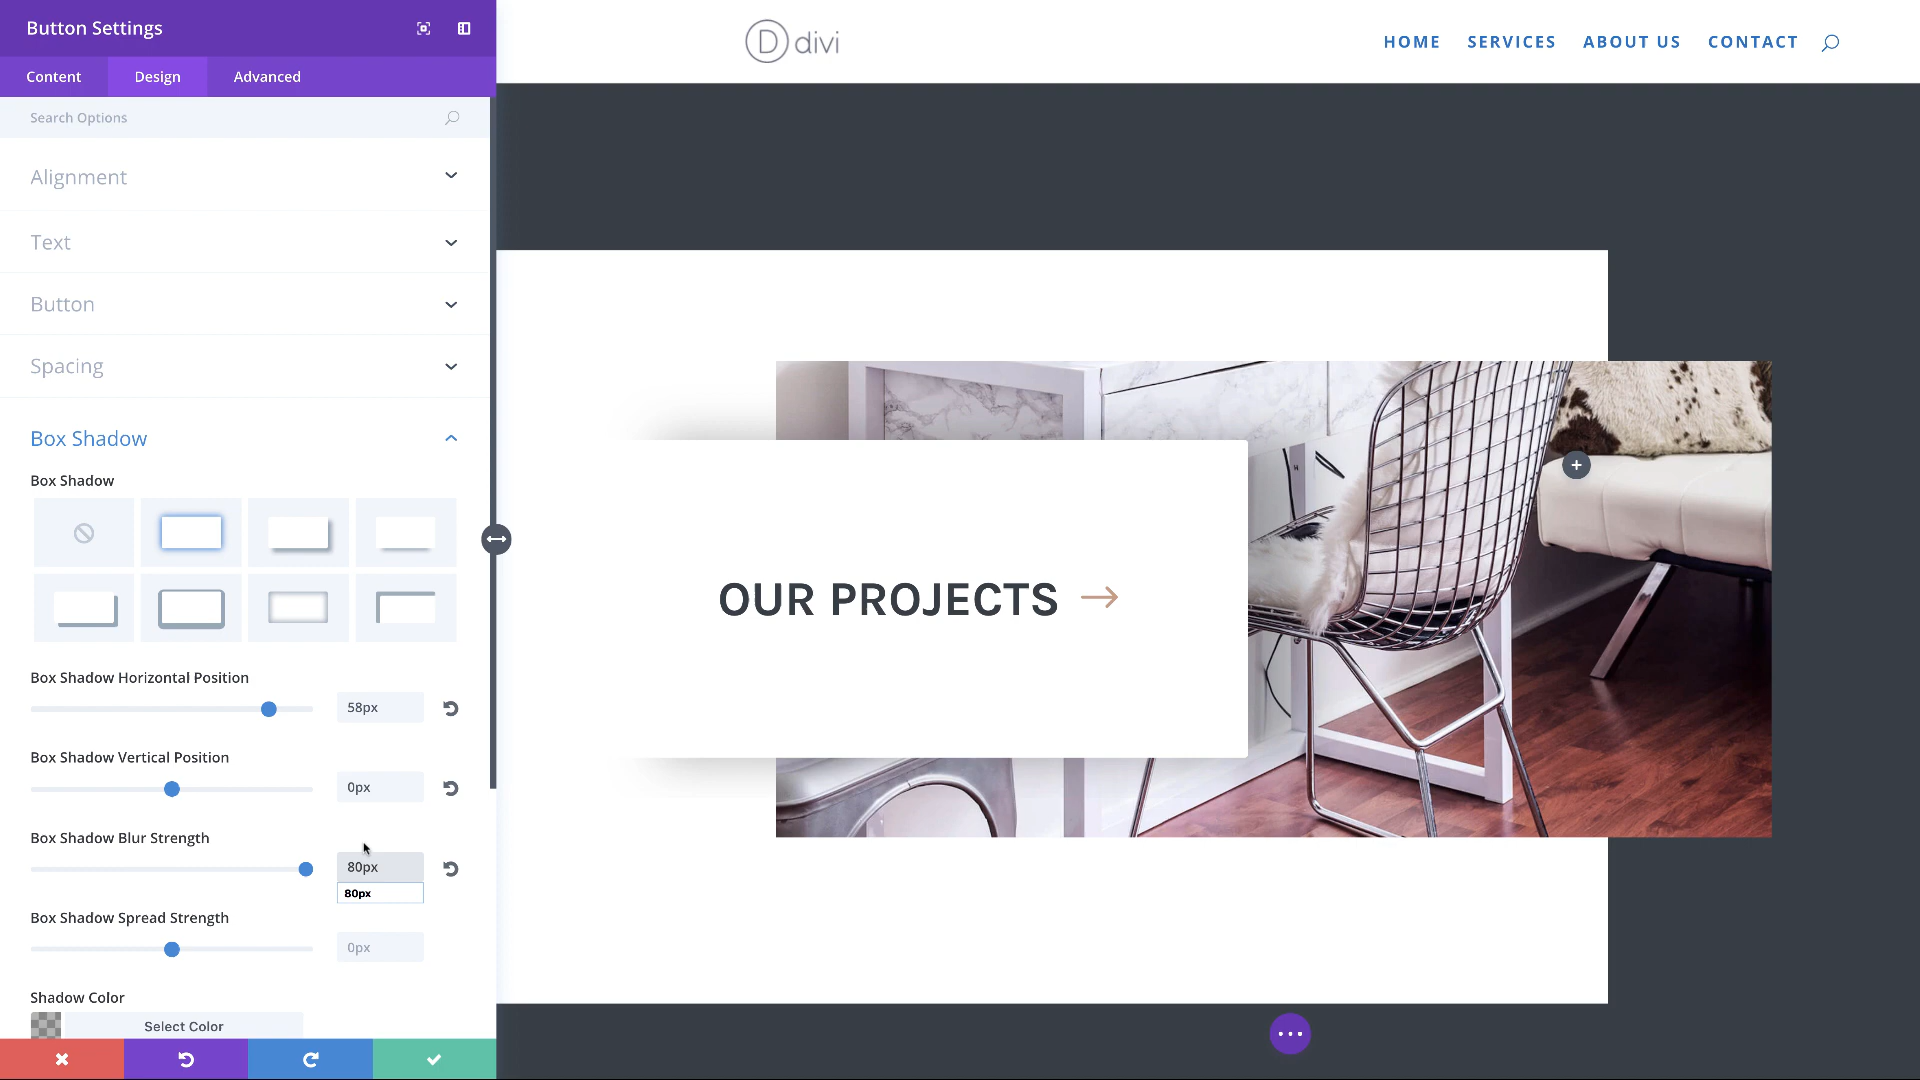 Button Settings
Content
Design
Advanced
Search Options
Alignment
Text
Button
Spacing
Box Shadow
Box Shadow
Box Shadow Horizontal Position
58px
Box Shadow Vertical Position
0px
Box Shadow Blur Strength
80px
80px
Box Shadow Spread Strength
0px
Shadow Color
Select Color
D divi
HOME
SERVICES
ABOUT US
CONTACT
OUR PROJECTS